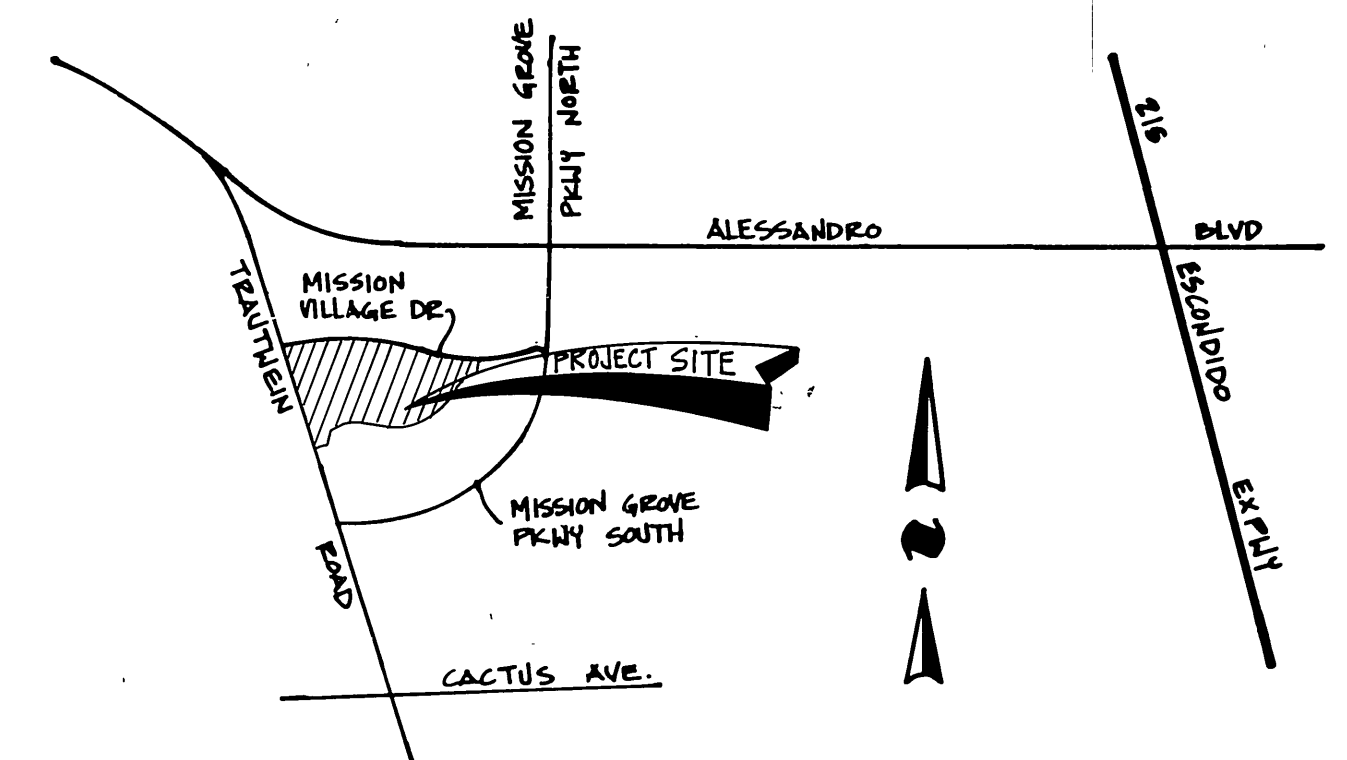 MISSION GROVE
PKWY NORTH
215
ALESSANDRO BLVD
MISSION
VILLAGE DR.
TRAUTWEIN
ROAD
PROJECT SITE
ESCONDIDO
EXPWY
MISSION GROVE
PKWY SOUTH
CACTUS AVE.